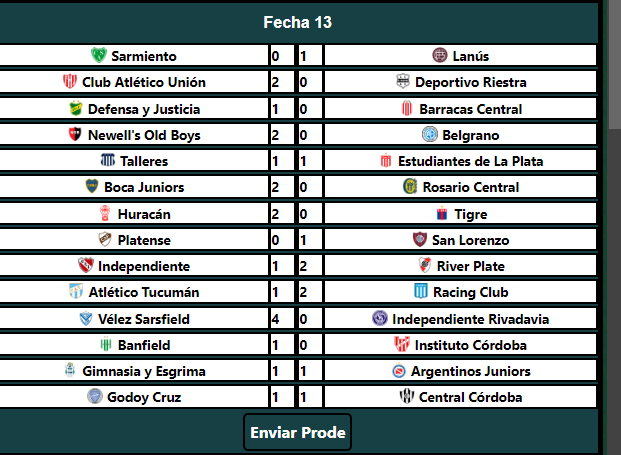 Fecha 13
Sarmiento 0 1 Lanús
Club Atlético Unión 2 0 Deportivo Riestra
Defensa y Justicia 1 0 Barracas Central
Newell's Old Boys 2 0 Belgrano
Talleres 1 1 Estudiantes de La Plata
Boca Juniors 2 0 Rosario Central
Huracán 2 0 Tigre
Platense 0 1 San Lorenzo
Independiente 1 2 River Plate
Atlético Tucumán 1 2 Racing Club
Vélez Sarsfield 4 0 Independiente Rivadavia
Banfield 1 0 Instituto Córdoba
Gimnasia y Esgrima 1 1 Argentinos Juniors
Godoy Cruz 1 1 Central Córdoba
Enviar Prode